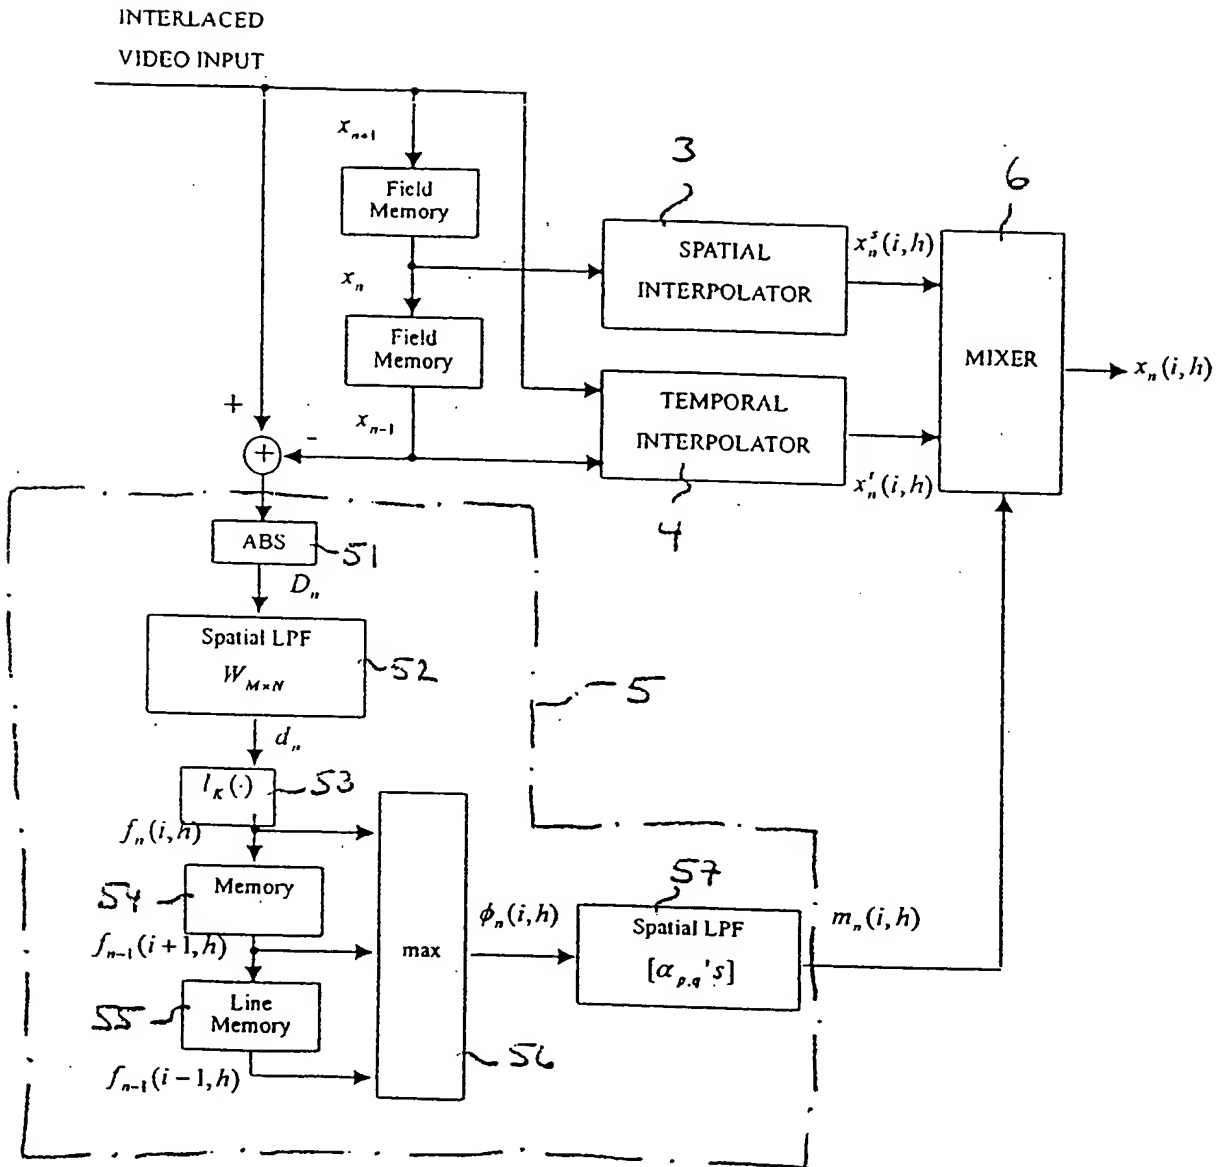 INTERLACED
VIDEO INPUT
x_{n+1}
Field
Memory
x_n
Field
Memory
x_{n-1}
+
-
+
3
SPATIAL
INTERPOLATOR
x_n^s(i,h)
TEMPORAL
INTERPOLATOR
4
x_n^t(i,h)
6
MIXER
x_n(i,h)
ABS
51
D_n
Spatial LPF
W_{M×N}
52
5
d_n
l_K(·)
53
f_n(i,h)
Memory
54
f_{n-1}(i+1,h)
Line
Memory
55
f_{n-1}(i-1,h)
max
56
ϕ_n(i,h)
57
Spatial LPF
[α_{p,q}'s]
m_n(i,h)